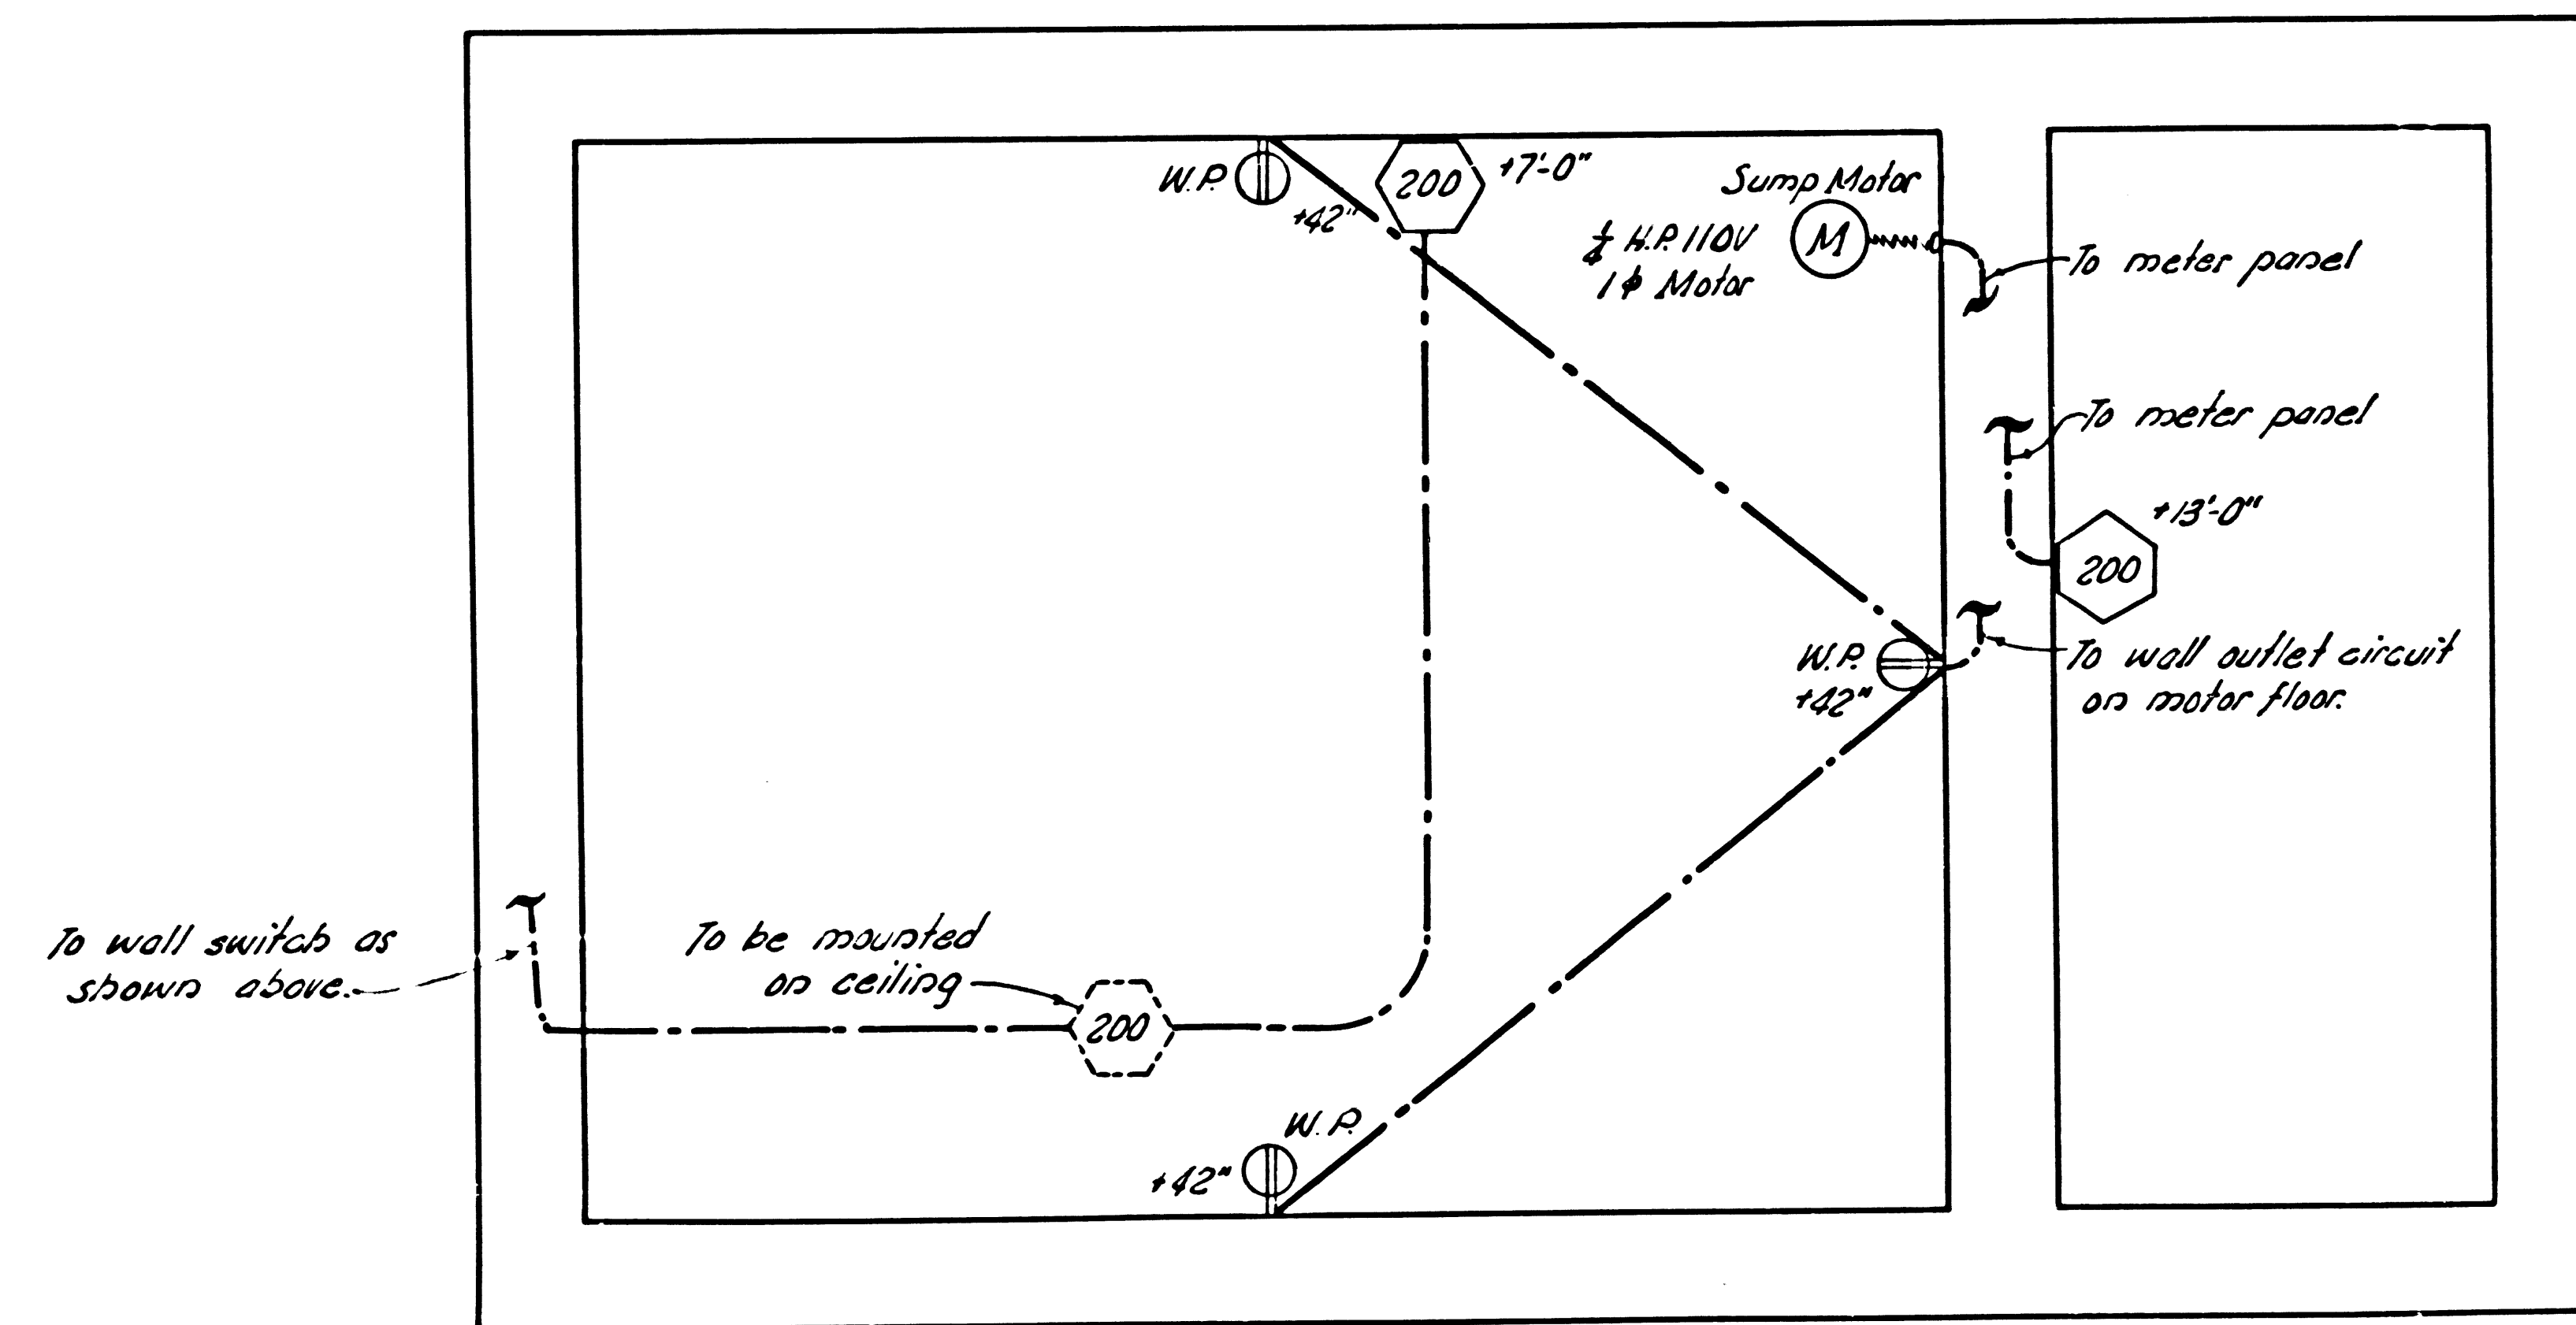 W.P.
+42"
200
+7'-0"
Sump Motor
¼ H.P. 110V
1 ϕ Motor
M
To meter panel
To meter panel
+13'-0"
200
W.P.
+42"
To wall outlet circuit
on motor floor.
To wall switch as
shown above.
To be mounted
on ceiling
200
W.P.
+42"